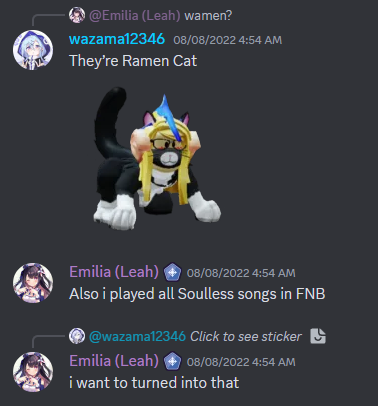 @Emilia (Leah) wamen?
wazama12346 08/08/2022 4:54 AM
They're Ramen Cat
Emilia (Leah) 08/08/2022 4:54 AM
Also i played all Soulless songs in FNB
@wazama12346 Click to see sticker
Emilia (Leah) 08/08/2022 4:54 AM
i want to turned into that